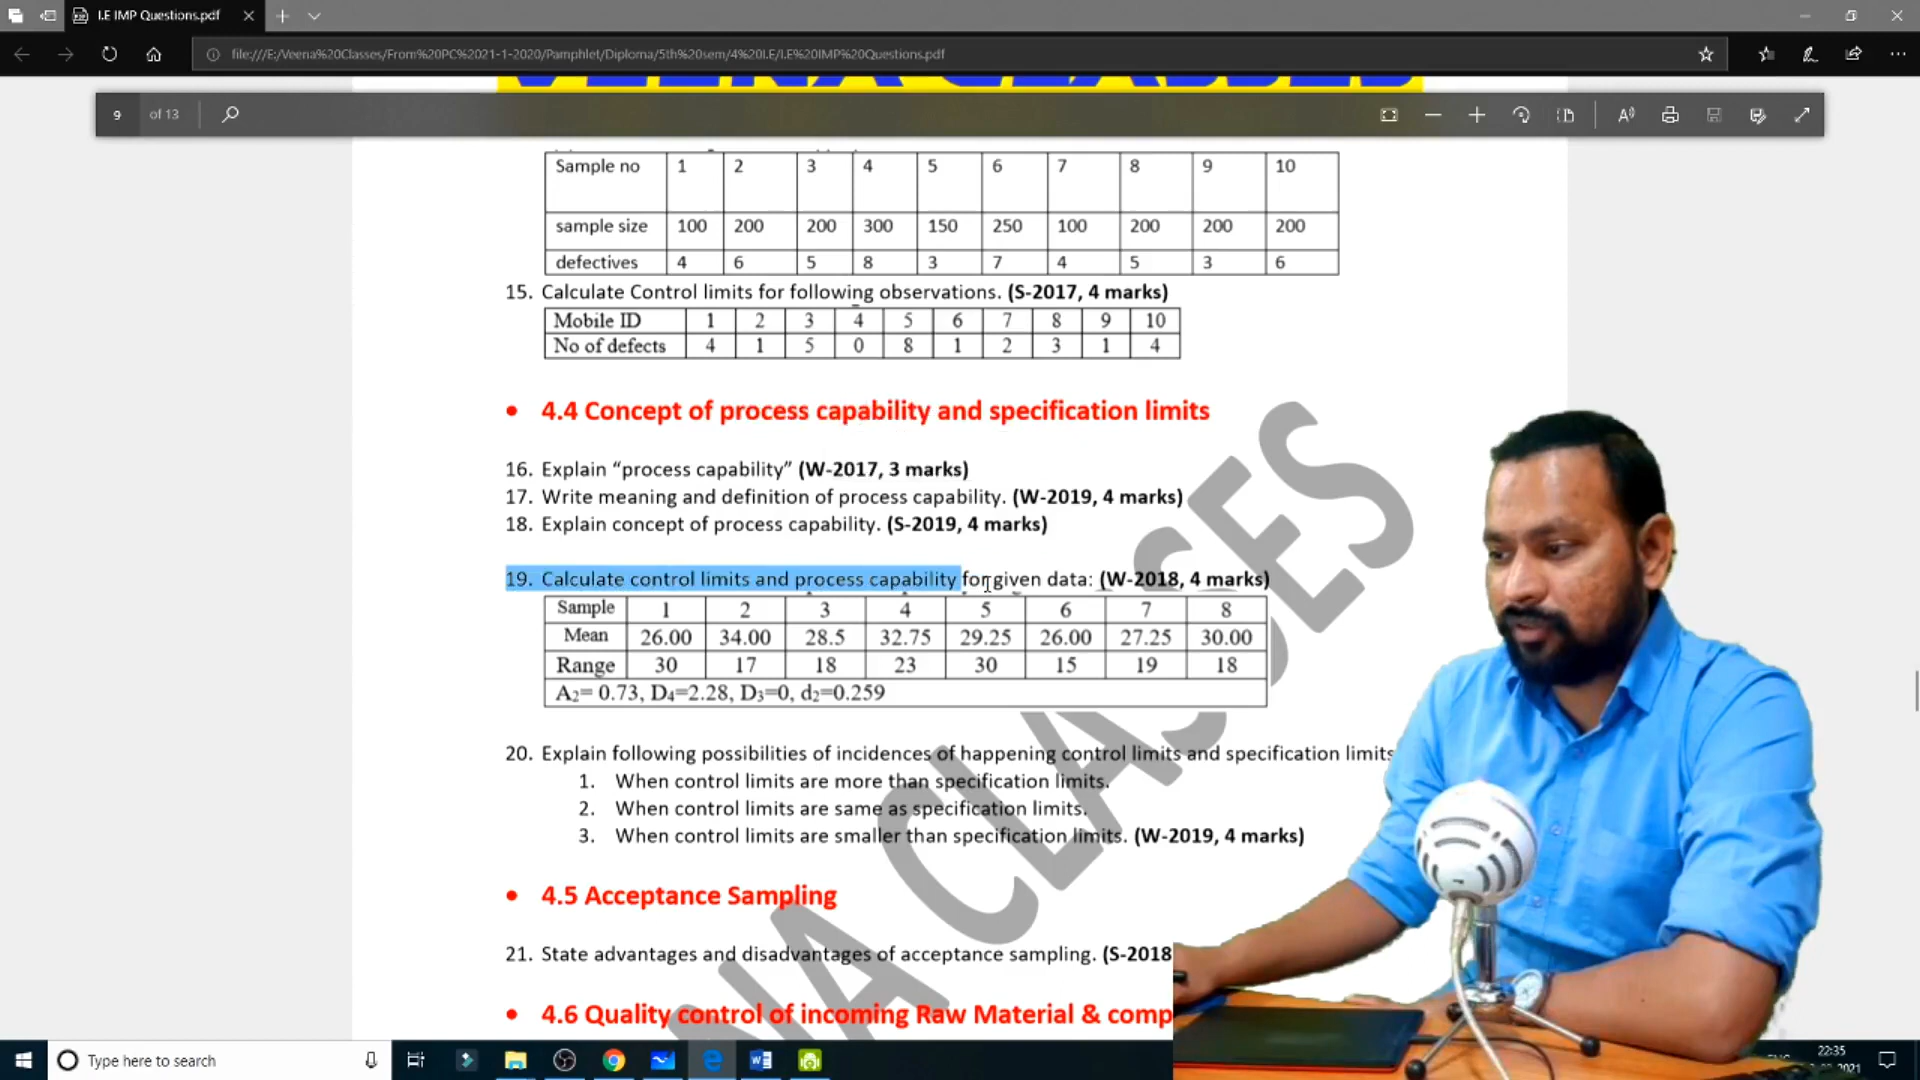 I.E IMP Questions.pdf
file:///E:/Veena%20Classes/From%20PC%2021-1-2020/Pamphlet/Diploma/5th%20sem/4%20I.E/I.E%20IMP%20Questions.pdf
VEENA CLASSES
9 of 13
Sample no 1 2 3 4 5 6 7 8 9 10
sample size 100 200 200 300 150 250 100 200 200 200
defectives 4 6 5 8 3 7 4 5 3 6
15. Calculate Control limits for following observations. (S-2017, 4 marks)
Mobile ID 1 2 3 4 5 6 7 8 9 10
No of defects 4 1 5 0 8 1 2 3 1 4
• 4.4 Concept of process capability and specification limits
16. Explain “process capability” (W-2017, 3 marks)
17. Write meaning and definition of process capability. (W-2019, 4 marks)
18. Explain concept of process capability. (S-2019, 4 marks)
19. Calculate control limits and process capability for given data: (W-2018, 4 marks)
Sample 1 2 3 4 5 6 7 8
Mean 26.00 34.00 28.5 32.75 29.25 26.00 27.25 30.00
Range 30 17 18 23 30 15 19 18
A2= 0.73, D4=2.28, D3=0, d2=0.259
20. Explain following possibilities of incidences of happening control limits and specification limits
1. When control limits are more than specification limits.
2. When control limits are same as specification limits.
3. When control limits are smaller than specification limits. (W-2019, 4 marks)
• 4.5 Acceptance Sampling
21. State advantages and disadvantages of acceptance sampling. (S-2018
• 4.6 Quality control of incoming Raw Material & comp
NA CLASSES
Type here to search
22:35